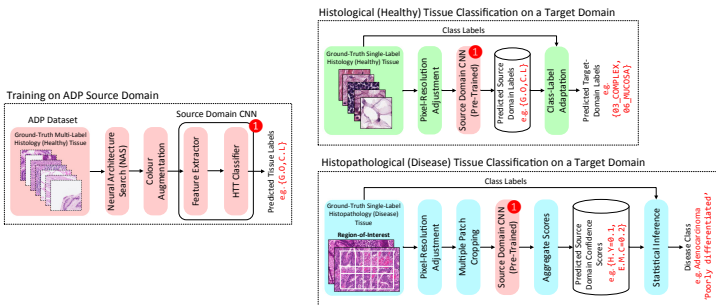 Training on ADP Source Domain
ADP Dataset
Ground-Truth Multi-Label
Histology (Healthy) Tissue
Neural Architecture
Search (NAS)
Colour
Augmentation
Source Domain CNN
1
Feature Extractor
HTT Classifier
Predicted Tissue Labels
e.g. {G.O,C.L}
Histological (Healthy) Tissue Classification on a Target Domain
Class Labels
Ground-Truth Single-Label
Histology (Healthy)
Tissue
Pixel-Resolution
Adjustment
1
Source Domain CNN
(Pre-Trained)
Predicted Source
Domain Labels
e.g. {G.O,C.L}
Class-Label
Adaptation
Predicted Target-
Domain Labels
e.g.
{03_COMPLEX,
06_MUCOSA}
Histopathological (Disease) Tissue Classification on a Target Domain
Class Labels
Ground-Truth Single-Label
Histopathology (Disease)
Tissue
Region-of-Interest
Pixel-Resolution
Adjustment
Multiple Patch
Cropping
1
Source Domain CNN
(Pre-Trained)
Aggregate Scores
Predicted Source
Domain Confidence
Scores
e.g. {H.Y=0.1,
E.M.C=0.2}
Statistical Inference
Disease Class
e.g. Adenocarcinoma
'Poorly differentiated'